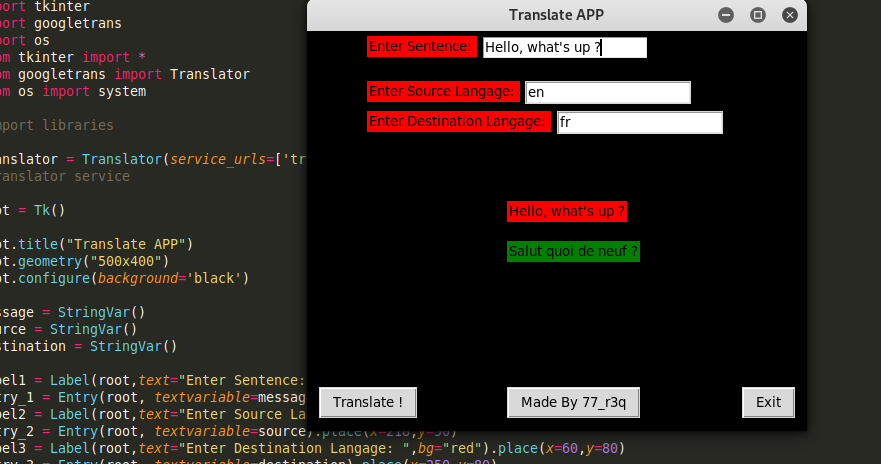 ort tkinter
ort googletrans
ort os
om tkinter import *
om googletrans import Translator
om os import system
mport libraries
anslator = Translator(service_urls=['tr
ranslator service
ot = Tk()
ot.title("Translate APP")
ot.geometry("500x400")
ot.configure(background='black')
ssage = StringVar()
urce = StringVar()
stination = StringVar()
bel1 = Label(root,text="Enter Sentence:
try_1 = Entry(root, textvariable=messag
bel2 = Label(root,text="Enter Source La
try_2 = Entry(root, textvariable=source).place(x=218,y=50)
bel3 = Label(root,text="Enter Destination Langage: ",bg="red").place(x=60,y=80)
try_3 = Entry(root, textvariable=destination).place(x=250,y=80)
Translate APP
Enter Sentence: Hello, what's up ?
Enter Source Langage: en
Enter Destination Langage: fr
Hello, what's up ?
Salut quoi de neuf ?
Translate ! Made By 77_r3q Exit